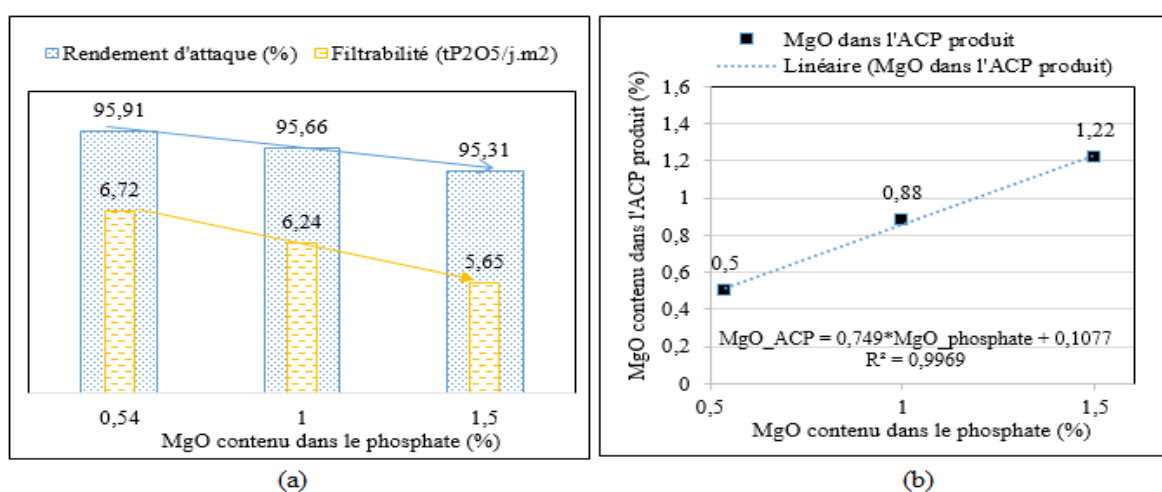 Rendement d'attaque (%) Filtrabilité (tP2O5/j.m2)
95,91
95,66
95,31
6,72
6,24
5,65
0,54 1 1,5
MgO contenu dans le phosphate (%)
(a)
MgO dans l'ACP produit
Linéaire (MgO dans l'ACP produit)
MgO contenu dans l'ACP produit (%)
1,6
1,4
1,2
1
0,8
0,6
0,4
0,2
0
1,22
0,88
0,5
MgO_ACP = 0,749*MgO_phosphate + 0,1077
R² = 0,9969
0,5 1 1,5
MgO contenu dans le phosphate (%)
(b)